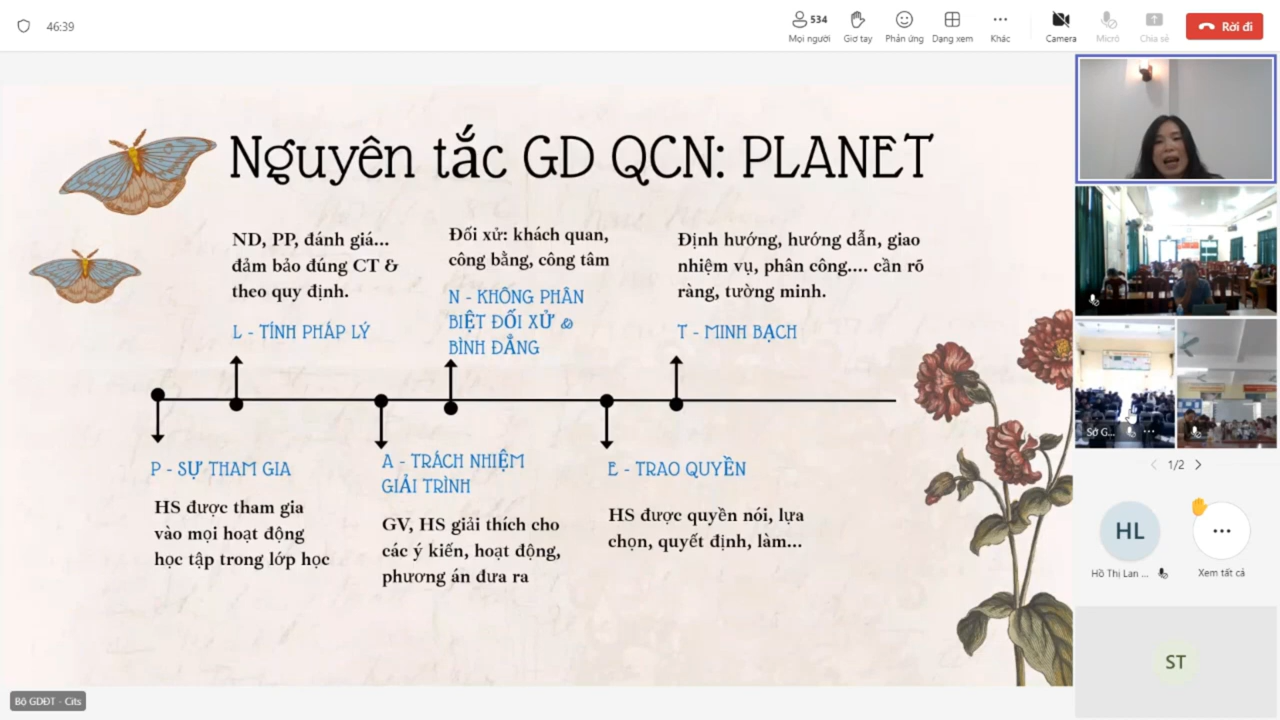 46:39
534
Mọi người
Giơ tay
Phản ứng
Dạng xem
Khác
Camera
Micrô
Chia sẻ
Rời đi
Nguyên tắc GD QCN: PLANET
ND, PP, đánh giá...
đảm bảo đúng CT &
theo quy định.
L - TÍNH PHÁP LÝ
Đối xử: khách quan,
công bằng, công tâm
N - KHÔNG PHÂN
BIỆT ĐỐI XỬ &
BÌNH ĐẲNG
Định hướng, hướng dẫn, giao
nhiệm vụ, phân công.... cần rõ
ràng, tường minh.
T - MINH BẠCH
P - SỰ THAM GIA
HS được tham gia
vào mọi hoạt động
học tập trong lớp học
A - TRÁCH NHIỆM
GIẢI TRÌNH
GV, HS giải thích cho
các ý kiến, hoạt động,
phương án đưa ra
E - TRAO QUYỀN
HS được quyền nói, lựa
chọn, quyết định, làm...
Sở G...
1/2
HL
Hồ Thị Lan ...
Xem tất cả
ST
Bộ GDĐT - Cits